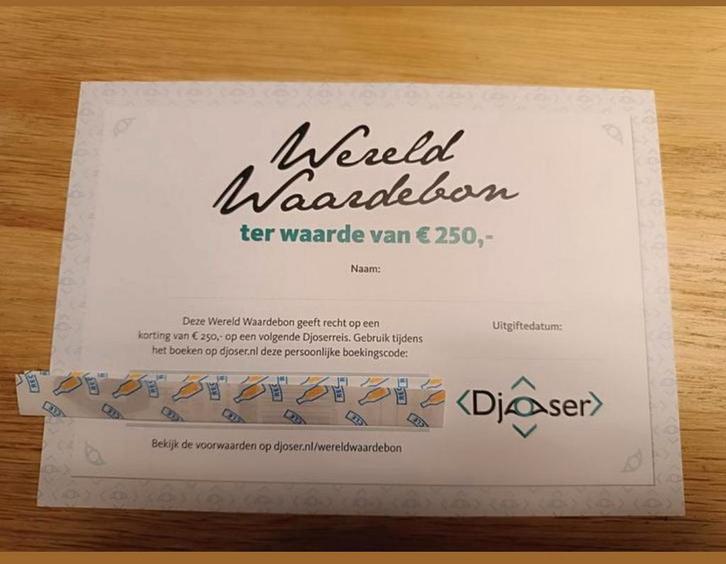 Wereld
Waardebon
ter waarde van € 250,-
Naam:
Deze Wereld Waardebon geeft recht op een
korting van € 250,- op een volgende Djoserreis. Gebruik tijdens
het boeken op djoser.nl deze persoonlijke boekingscode:
Uitgiftedatum:
Djoser
Bekijk de voorwaarden op djoser.nl/wereldwaardebon